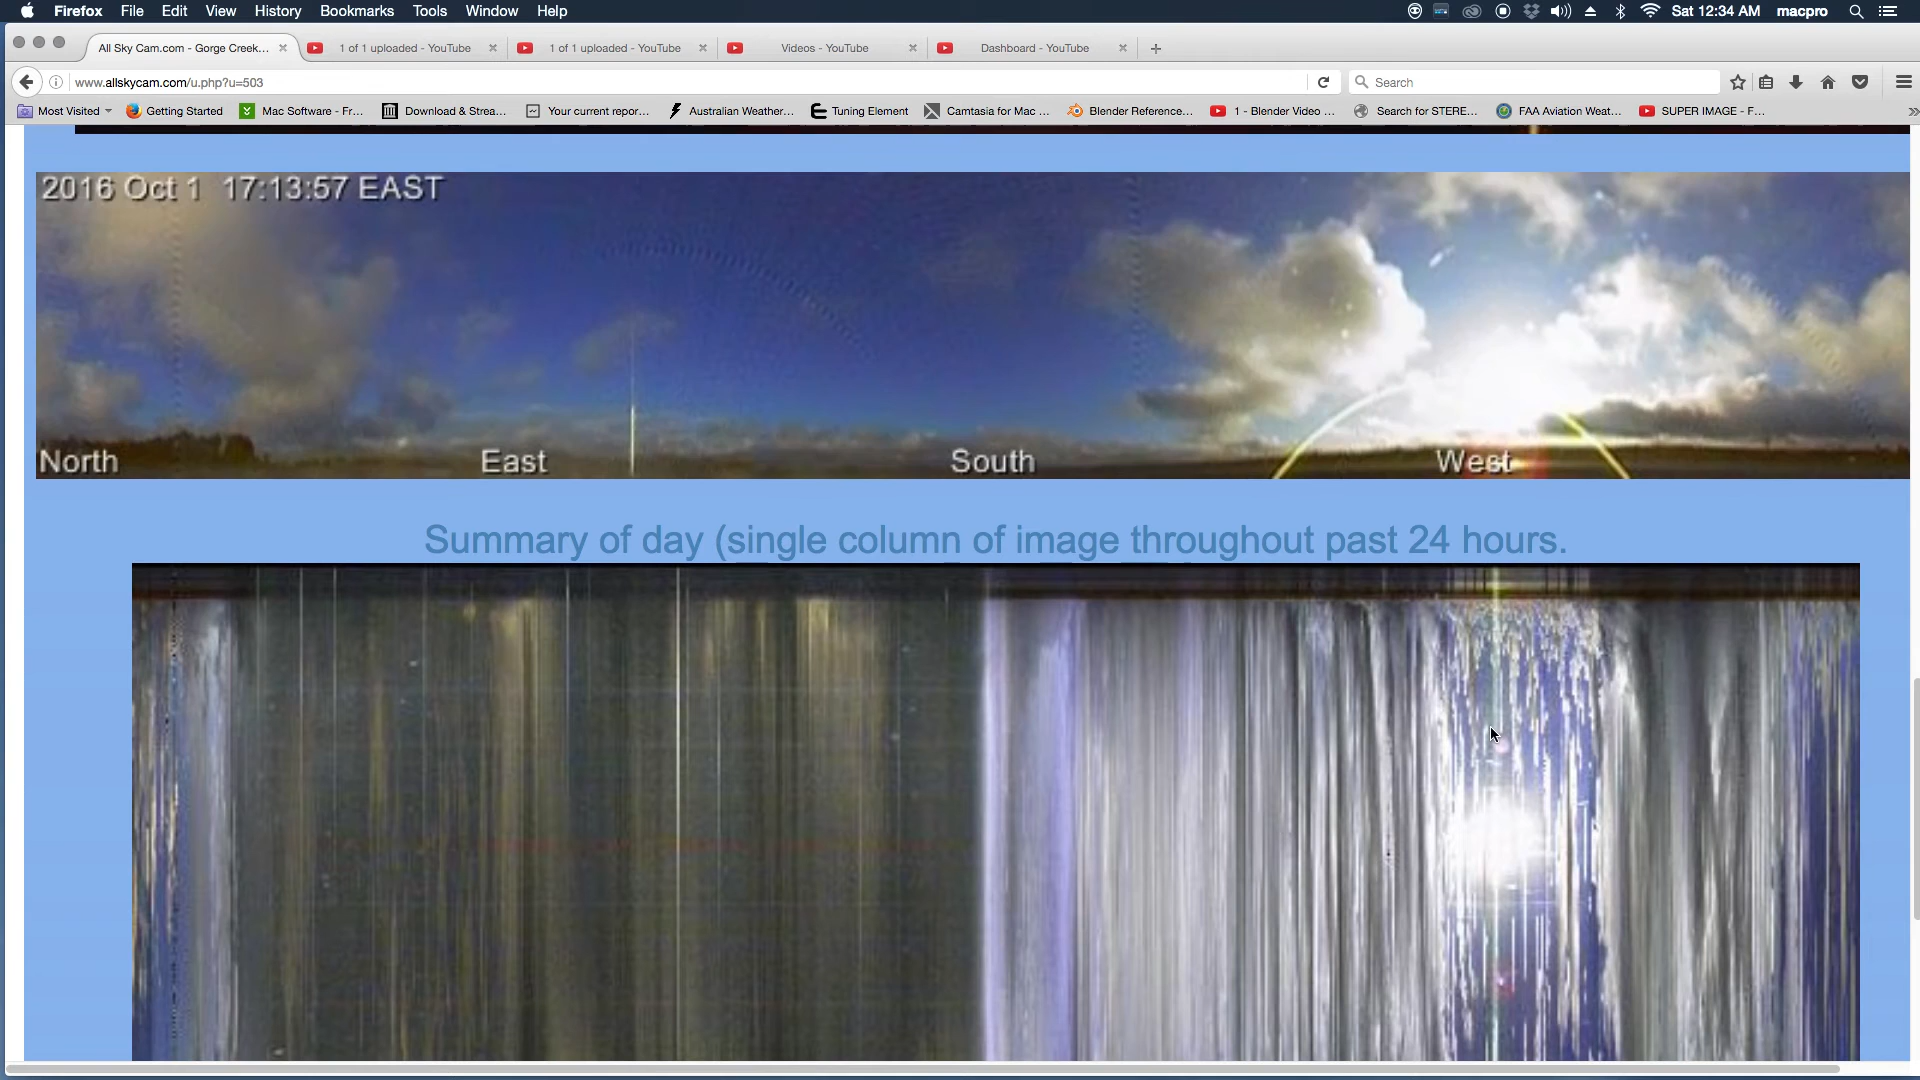 Firefox File Edit View History Bookmarks Tools Window Help Sat 12:34 AM macpro
All Sky Cam.com - Gorge Creek... 1 of 1 uploaded - YouTube 1 of 1 uploaded - YouTube Videos - YouTube Dashboard - YouTube
www.allskycam.com/u.php?u=503 Search
Most Visited Getting Started Mac Software - Fr... Download & Strea... Your current repor... Australian Weather... Tuning Element Camtasia for Mac ... Blender Reference... 1 - Blender Video ... Search for STERE... FAA Aviation Weat... SUPER IMAGE - F...
2016 Oct 1 17:13:57 EAST
North East South West
Summary of day (single column of image throughout past 24 hours.